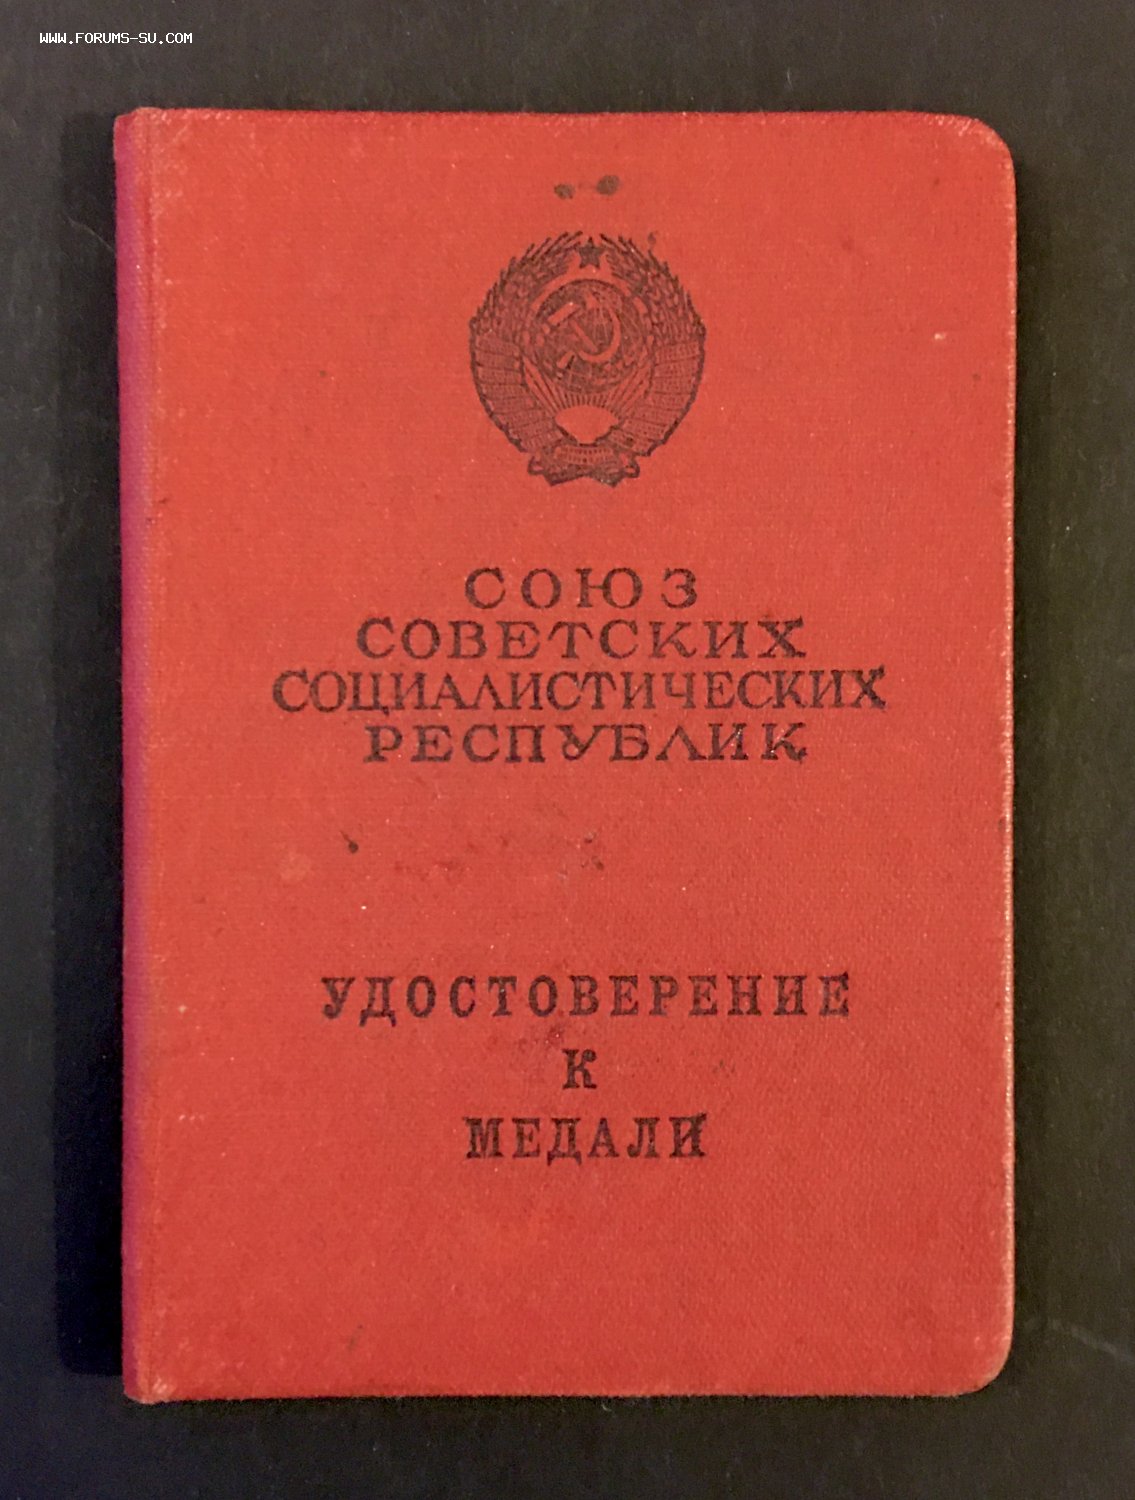 WWW.FORUMS-SU.COM
СОЮЗ
СОВЕТСКИХ
СОЦИАЛИСТИЧЕСКИХ
РЕСПУБЛИК
УДОСТОВЕРЕНИЕ
К
МЕДАЛИ